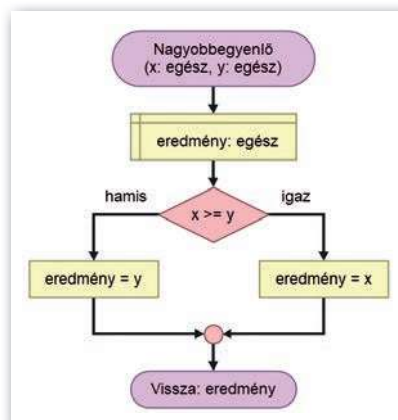 Nagyobbegyenlő
(x: egész, y: egész)
eredmény: egész
hamis
igaz
x >= y
eredmény = y
eredmény = x
Vissza: eredmény